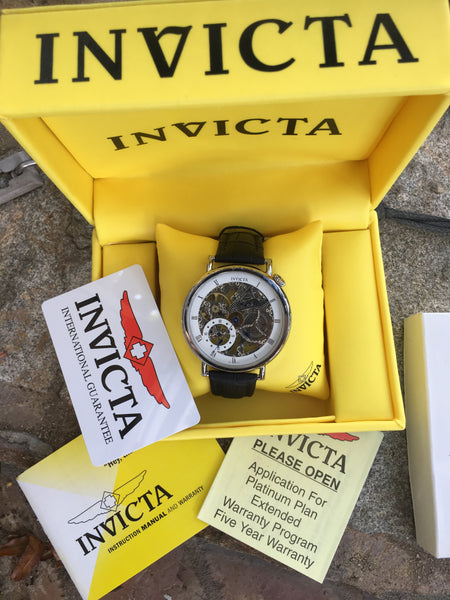 INVICTA
INVICTA
INVICTA
INVICTA
INTERNATIONAL GUARANTEE
INVICTA
INVICTA
INSTRUCTION MANUAL AND WARRANTY
INVICTA
PLEASE OPEN
Application For
Platinum Plan
Extended
Warranty Program
Five Year Warranty